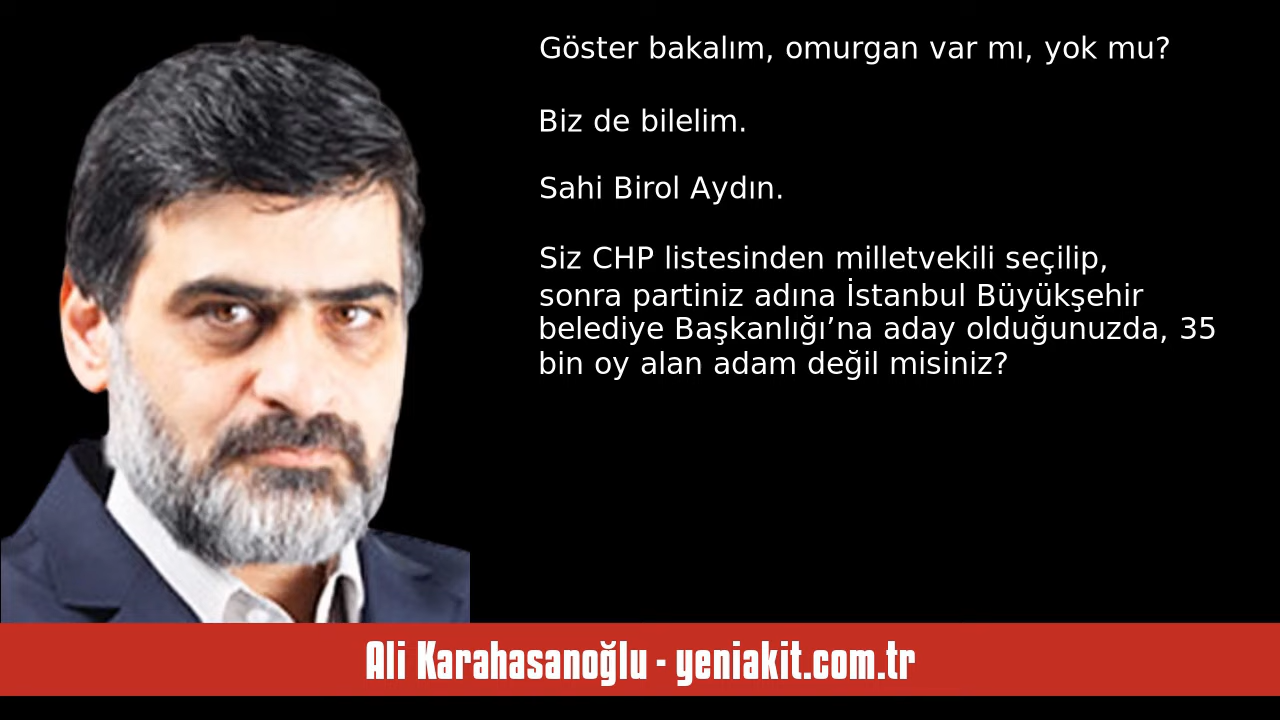 Göster bakalım, omurgan var mı, yok mu?
Biz de bilelim.
Sahi Birol Aydın.
Siz CHP listesinden milletvekili seçilip,
sonra partiniz adına İstanbul Büyükşehir
belediye Başkanlığı’na aday olduğunuzda, 35
bin oy alan adam değil misiniz?
Ali Karahasanoğlu - yeniakit.com.tr